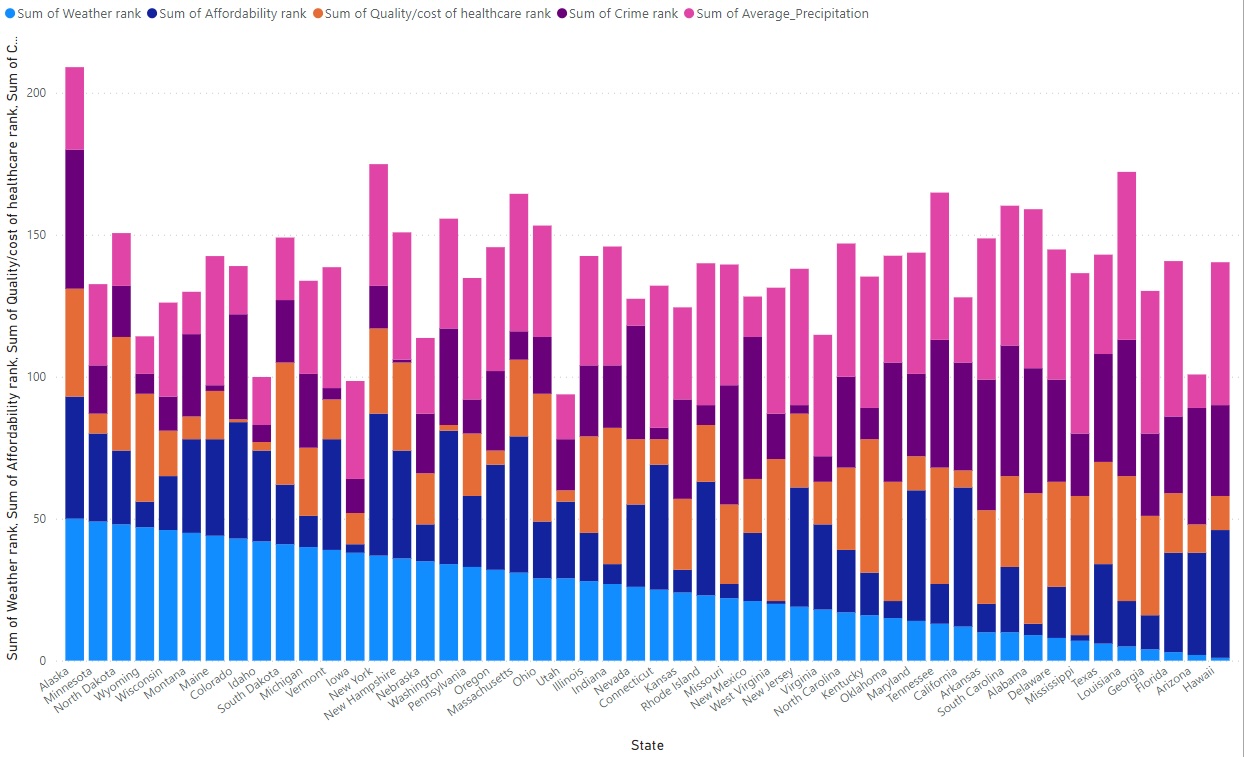 Sum of Weather rank Sum of Affordability rank Sum of Quality/cost of healthcare rank Sum of Crime rank Sum of Average_Precipitation
Sum of Weather rank, Sum of Affordability rank, Sum of Quality/cost of healthcare rank, Sum of C...
200
150
100
50
0
Alaska
Minnesota
North Dakota
Wyoming
Wisconsin
Montana
Maine
Colorado
Idaho
South Dakota
Michigan
Vermont
Iowa
New York
New Hampshire
Nebraska
Washington
Pennsylvania
Oregon
Massachusetts
Ohio
Utah
Illinois
Indiana
Nevada
Connecticut
Kansas
Rhode Island
Missouri
New Mexico
West Virginia
New Jersey
Virginia
North Carolina
Kentucky
Oklahoma
Maryland
Tennessee
California
Arkansas
South Carolina
Alabama
Delaware
Mississippi
Texas
Louisiana
Georgia
Florida
Arizona
Hawaii
State